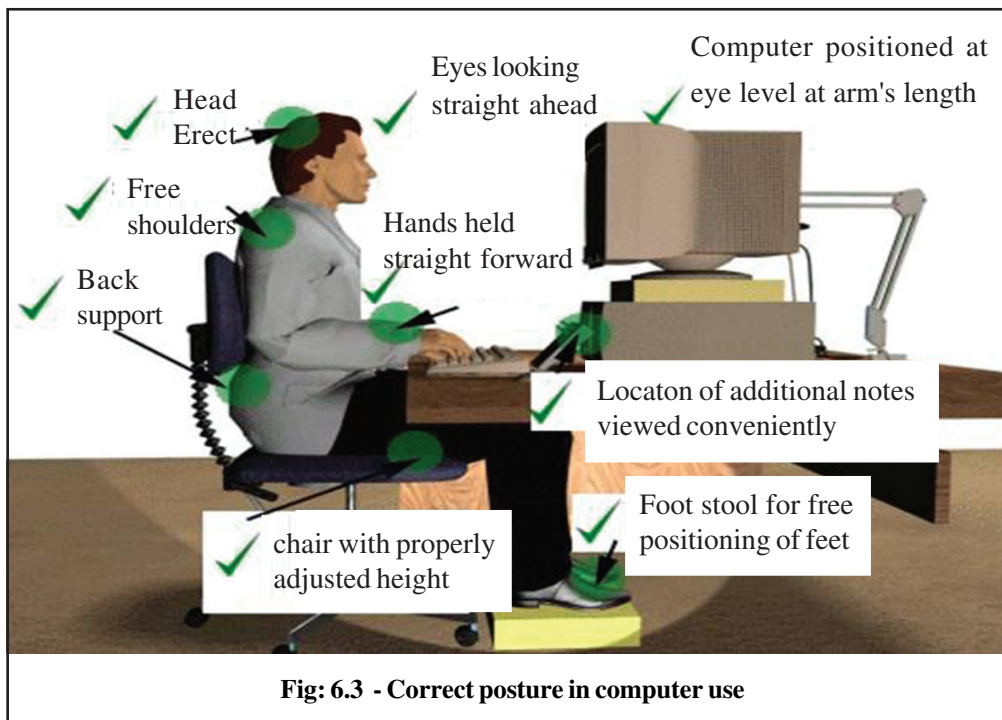 Head
Erect
Eyes looking
straight ahead
Computer positioned at
eye level at arm's length
Free
shoulders
Hands held
straight forward
Back
support
Locaton of additional notes
viewed conveniently
Foot stool for free
positioning of feet
chair with properly
adjusted height
Fig: 6.3 - Correct posture in computer use